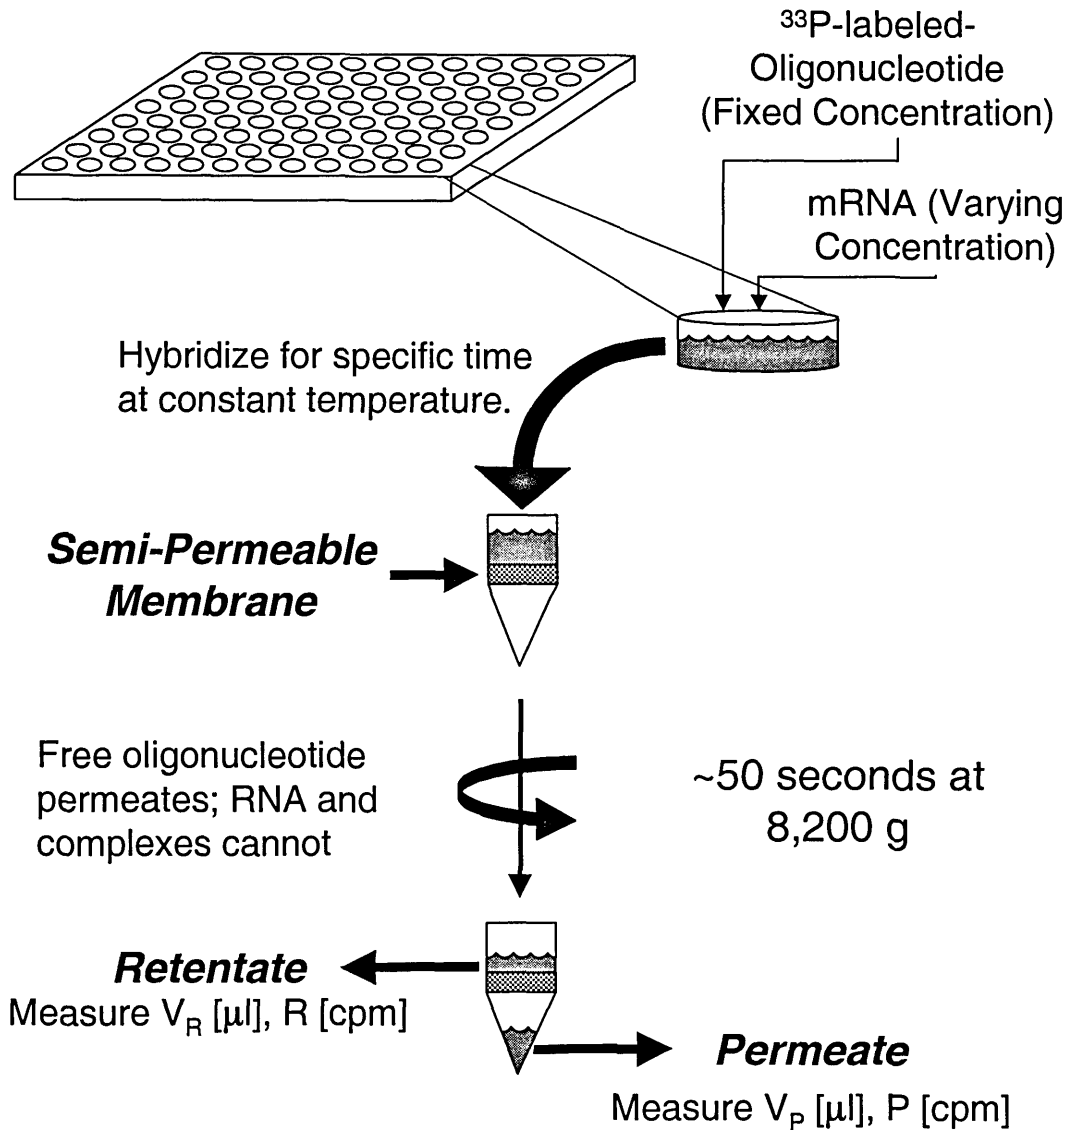 ³³P-labeled-
Oligonucleotide
(Fixed Concentration)
mRNA (Varying
Concentration)
Hybridize for specific time
at constant temperature.
Semi-Permeable
Membrane
Free oligonucleotide
permeates; RNA and
complexes cannot
~50 seconds at
8,200 g
Retentate
Measure V_R [μl], R [cpm]
Permeate
Measure V_P [μl], P [cpm]